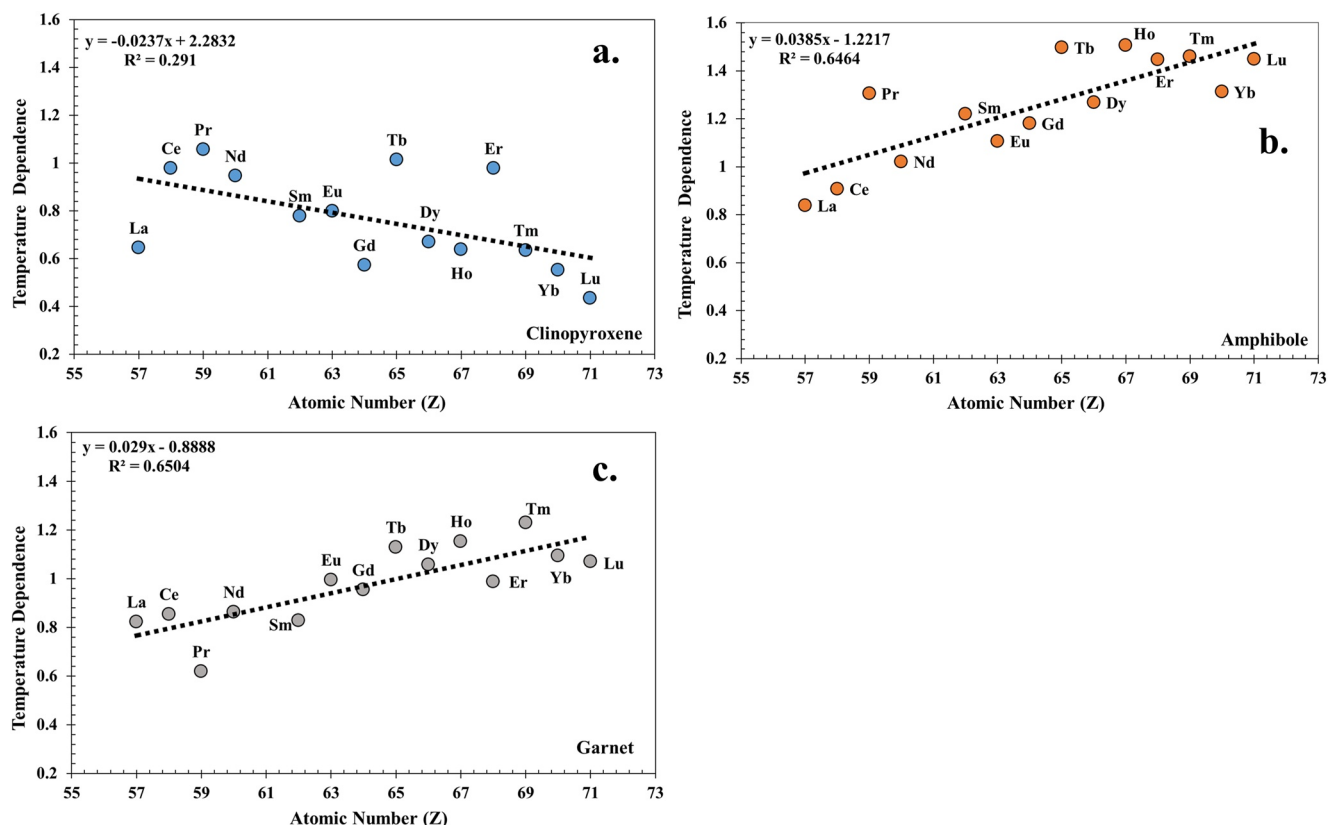 y = -0.0237x + 2.2832
R² = 0.291
a.
Temperature Dependence
1.6
1.4
1.2
1
0.8
0.6
0.4
0.2
La
Ce
Pr
Nd
Sm
Eu
Gd
Tb
Dy
Ho
Er
Tm
Yb
Lu
Clinopyroxene
55 57 59 61 63 65 67 69 71 73
Atomic Number (Z)
y = 0.0385x - 1.2217
R² = 0.6464
b.
Temperature Dependence
1.6
1.4
1.2
1
0.8
0.6
0.4
0.2
La
Ce
Pr
Nd
Sm
Eu
Gd
Tb
Dy
Ho
Er
Tm
Yb
Lu
Amphibole
55 57 59 61 63 65 67 69 71 73
Atomic Number (Z)
y = 0.029x - 0.8888
R² = 0.6504
c.
Temperature Dependence
1.6
1.4
1.2
1
0.8
0.6
0.4
0.2
La
Ce
Pr
Nd
Sm
Eu
Gd
Tb
Dy
Ho
Er
Tm
Yb
Lu
Garnet
55 57 59 61 63 65 67 69 71 73
Atomic Number (Z)